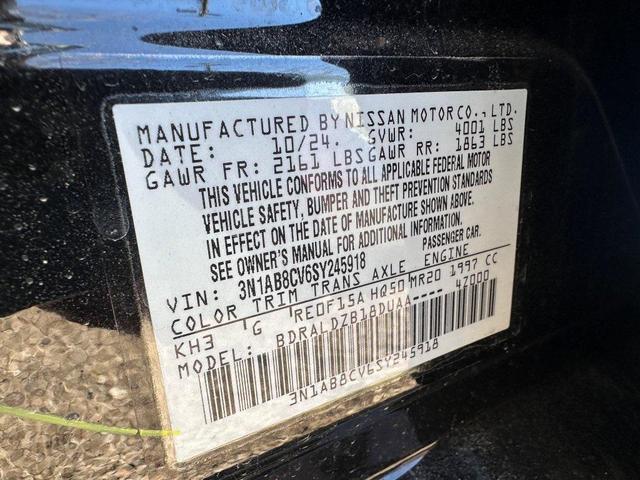 MANUFACTURED BY NISSAN MOTOR CO., LTD.
DATE: 10/24. GVWR: 4001 LBS
GAWR FR: 2161 LBS GAWR RR: 1863 LBS
THIS VEHICLE CONFORMS TO ALL APPLICABLE FEDERAL MOTOR
VEHICLE SAFETY, BUMPER AND THEFT PREVENTION STANDARDS
IN EFFECT ON THE DATE OF MANUFACTURE SHOWN ABOVE.
SEE OWNER'S MANUAL FOR ADDITIONAL INFORMATION.
VIN: 3N1AB8CV6SY245918 PASSENGER CAR.
COLOR TRIM TRANS AXLE ENGINE
KH3 G RE0F15A HQ50 MR20 1997 CC
MODEL: BDRALDZB18DUAA---- 4Z000
3N1AB8CV6SY245918